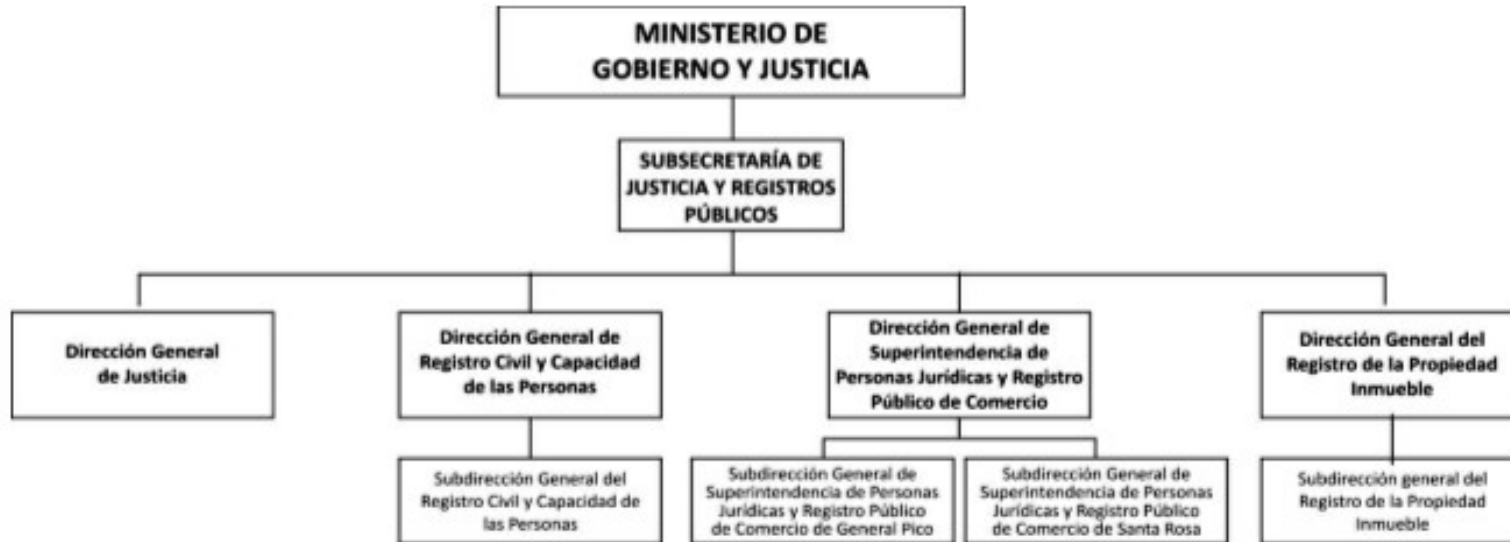 MINISTERIO DE
GOBIERNO Y JUSTICIA
SUBSECRETARÍA DE
JUSTICIA Y REGISTROS
PÚBLICOS
Dirección General
de Justicia
Dirección General de
Registro Civil y Capacidad
de las Personas
Dirección General de
Superintendencia de
Personas Jurídicas y Registro
Público de Comercio
Dirección General del
Registro de la Propiedad
Inmueble
Subdirección General del
Registro Civil y Capacidad de
las Personas
Subdirección General de
Superintendencia de Personas
Jurídicas y Registro Público
de Comercio de General Pico
Subdirección General de
Superintendencia de Personas
Jurídicas y Registro Público
de Comercio de Santa Rosa
Subdirección general del
Registro de la Propiedad
Inmueble